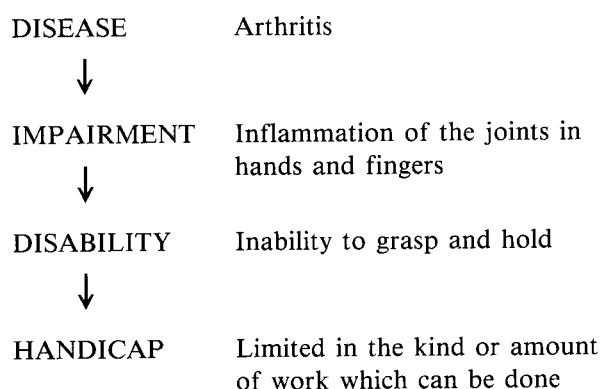 DISEASE Arthritis
↓
IMPAIRMENT Inflammation of the joints in
hands and fingers
↓
DISABILITY Inability to grasp and hold
↓
HANDICAP Limited in the kind or amount
of work which can be done